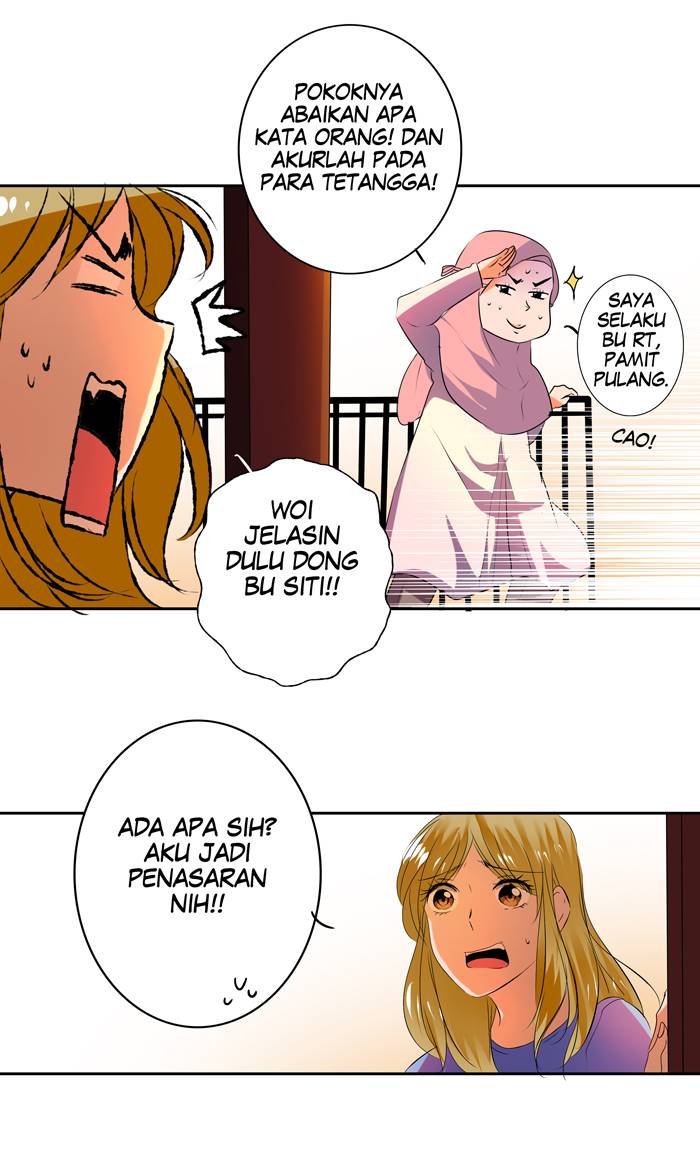 POKOKNYA
ABAIKAN APA
KATA ORANG! DAN
AKURLAH PADA
PARA TETANGGA!
SAYA
SELAKU
BU RT,
PAMIT
PULANG.
CAO!
WOI
JELASIN
DULU DONG
BU SITI!!
ADA APA SIH?
AKU JADI
PENASARAN
NIH!!